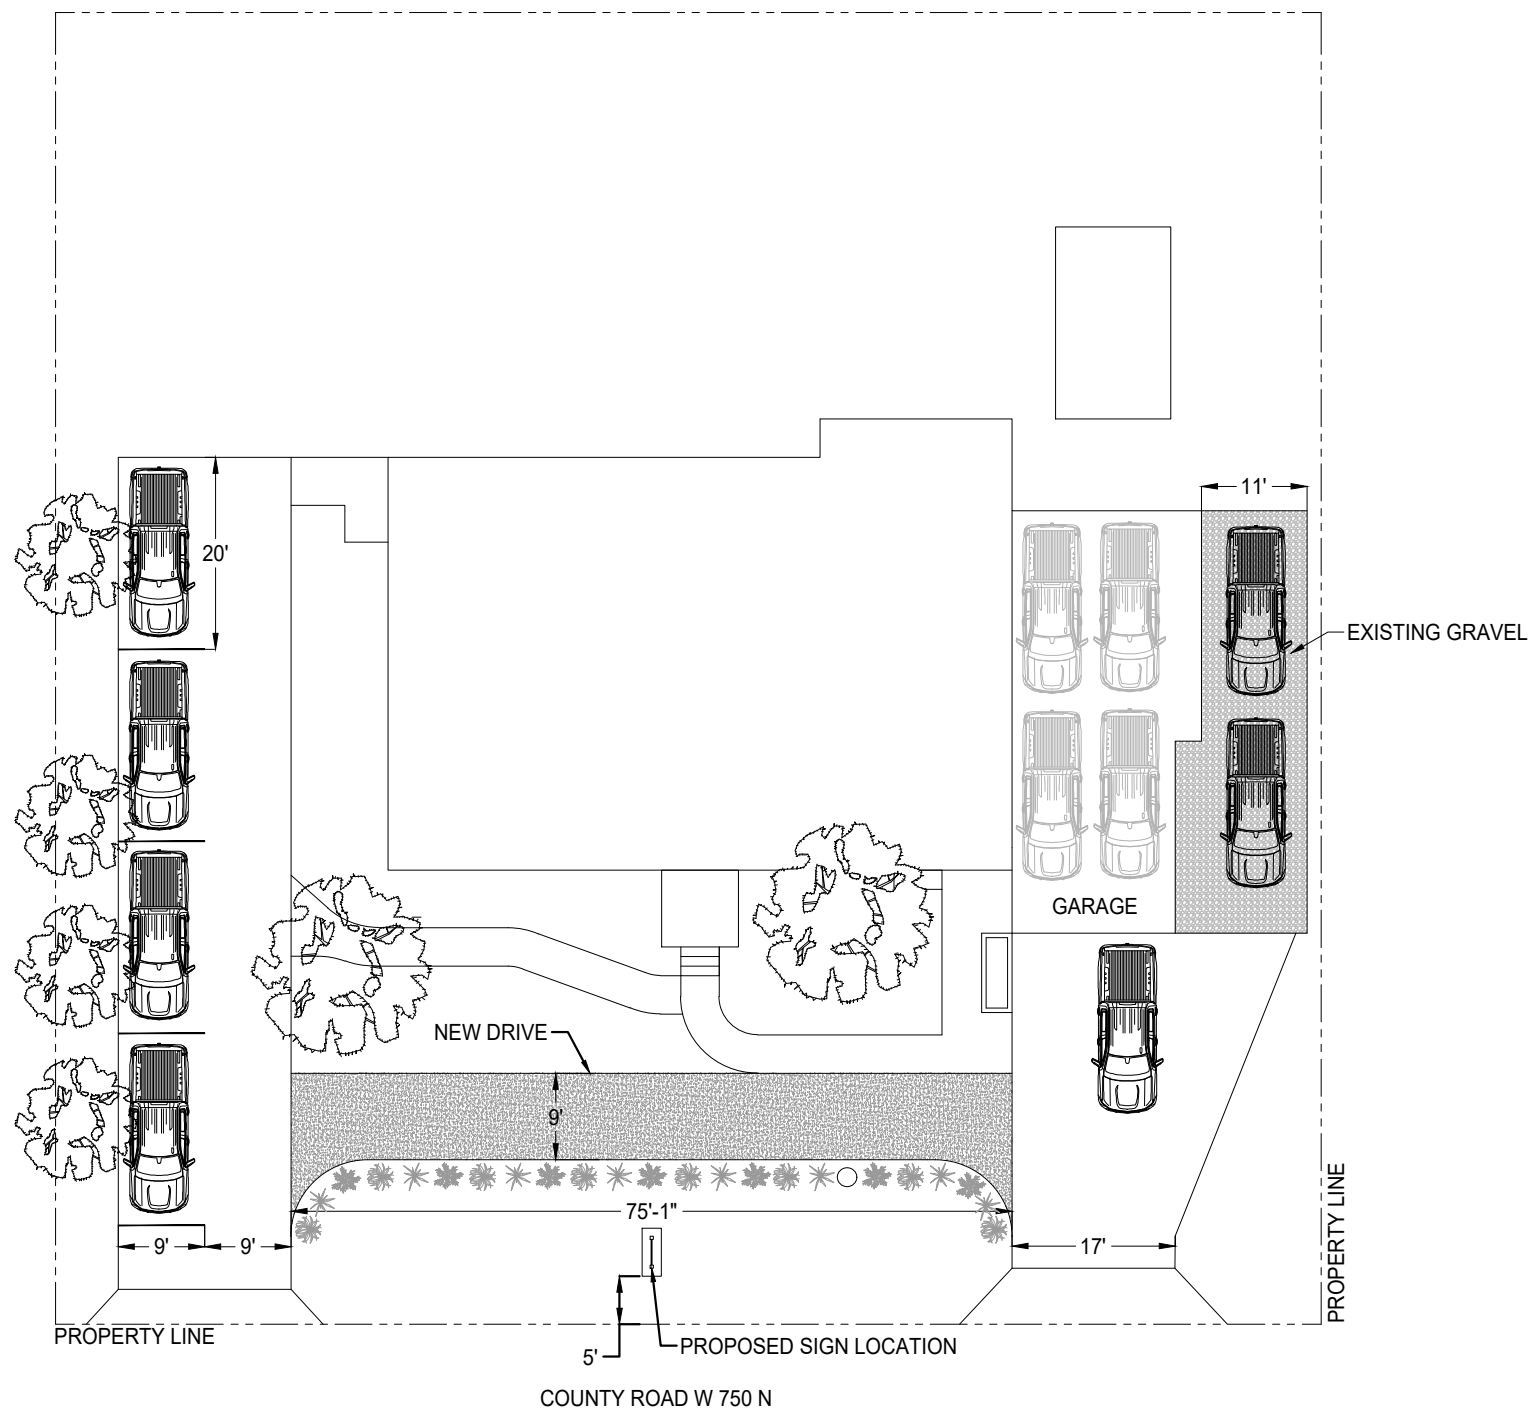 11'
20'
EXISTING GRAVEL
GARAGE
NEW DRIVE
9'
75'-1"
9'
9'
17'
PROPERTY LINE
PROPERTY LINE
PROPOSED SIGN LOCATION
5'
COUNTY ROAD W 750 N